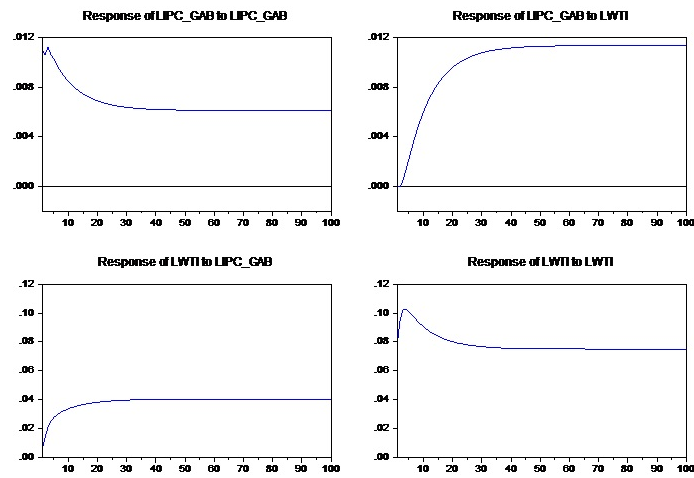 Response of LIPC_GAB to LIPC_GAB
.012
.008
.004
.000
10 20 30 40 50 60 70 80 90 100
Response of LIPC_GAB to LWTI
.012
.008
.004
.000
10 20 30 40 50 60 70 80 90 100
Response of LWTI to LIPC_GAB
.12
.10
.08
.06
.04
.02
.00
10 20 30 40 50 60 70 80 90 100
Response of LWTI to LWTI
.12
.10
.08
.06
.04
.02
.00
10 20 30 40 50 60 70 80 90 100